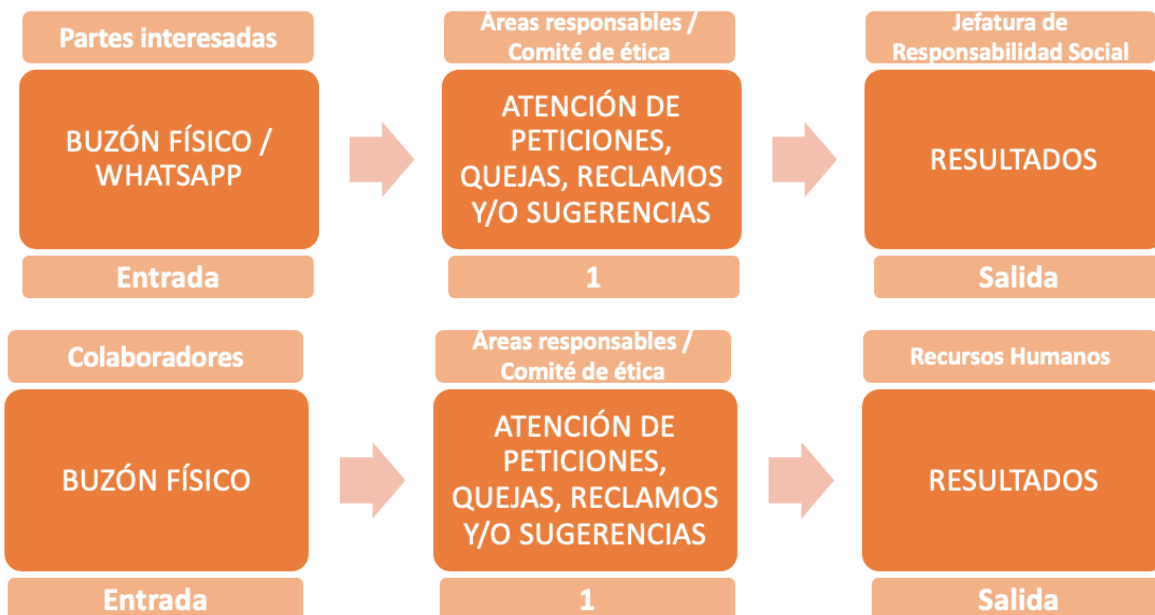 Partes interesadas
BUZÓN FÍSICO /
WHATSAPP
Entrada
Áreas responsables /
Comité de ética
ATENCIÓN DE
PETICIONES,
QUEJAS, RECLAMOS
Y/O SUGERENCIAS
1
Jefatura de
Responsabilidad Social
RESULTADOS
Salida
Colaboradores
BUZÓN FÍSICO
Entrada
Áreas responsables /
Comité de ética
ATENCIÓN DE
PETICIONES,
QUEJAS, RECLAMOS
Y/O SUGERENCIAS
1
Recursos Humanos
RESULTADOS
Salida